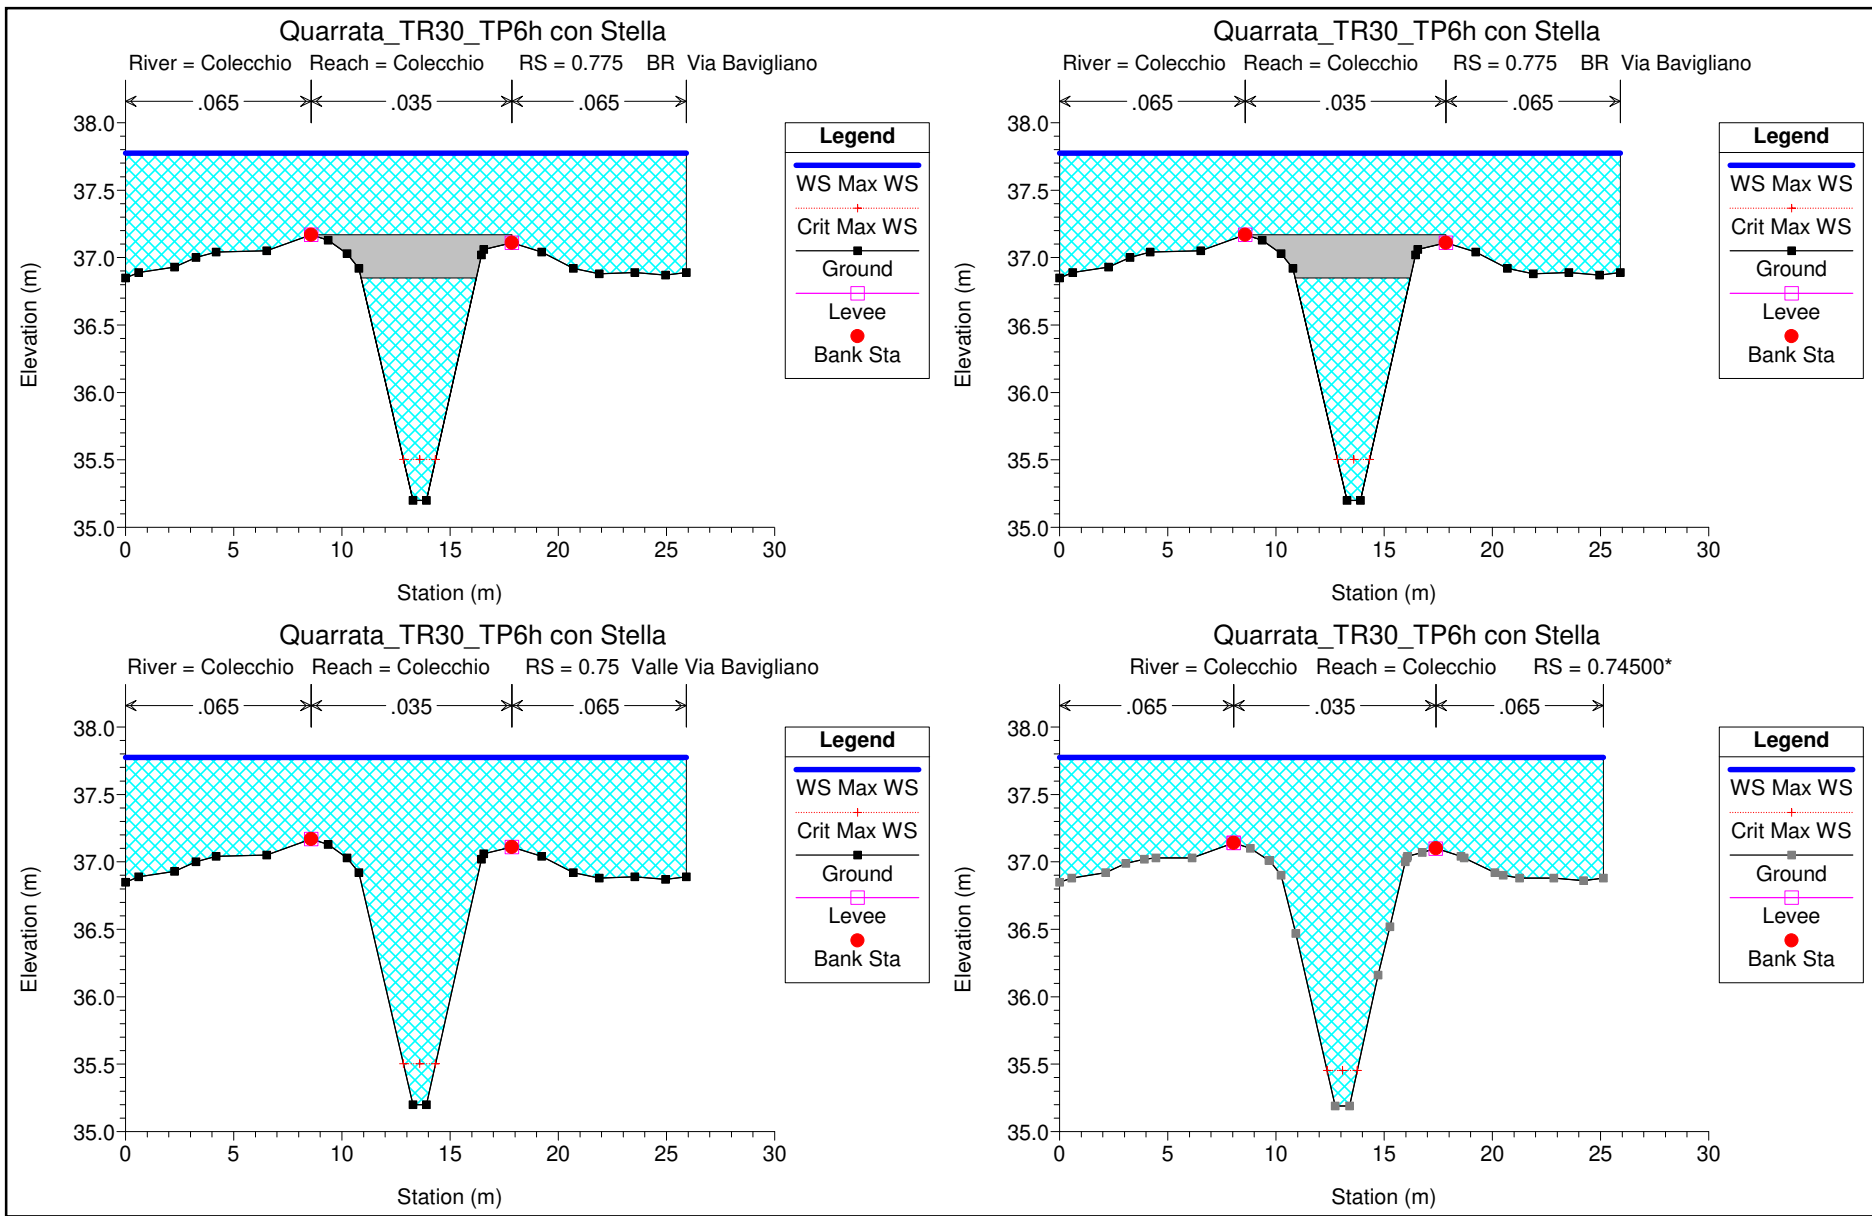 Quarrata_TR30_TP6h con Stella
River = Colecchio Reach = Colecchio RS = 0.775 BR Via Bavigliano
.065 .035 .065
38.0
37.5
37.0
36.5
36.0
35.5
35.0
Elevation (m)
0 5 10 15 20 25 30
Station (m)
Legend
WS Max WS
Crit Max WS
Ground
Levee
Bank Sta
Quarrata_TR30_TP6h con Stella
River = Colecchio Reach = Colecchio RS = 0.775 BR Via Bavigliano
.065 .035 .065
38.0
37.5
37.0
36.5
36.0
35.5
35.0
Elevation (m)
0 5 10 15 20 25 30
Station (m)
Legend
WS Max WS
Crit Max WS
Ground
Levee
Bank Sta
Quarrata_TR30_TP6h con Stella
River = Colecchio Reach = Colecchio RS = 0.75 Valle Via Bavigliano
.065 .035 .065
38.0
37.5
37.0
36.5
36.0
35.5
35.0
Elevation (m)
0 5 10 15 20 25 30
Station (m)
Legend
WS Max WS
Crit Max WS
Ground
Levee
Bank Sta
Quarrata_TR30_TP6h con Stella
River = Colecchio Reach = Colecchio RS = 0.74500*
.065 .035 .065
38.0
37.5
37.0
36.5
36.0
35.5
35.0
Elevation (m)
0 5 10 15 20 25 30
Station (m)
Legend
WS Max WS
Crit Max WS
Ground
Levee
Bank Sta